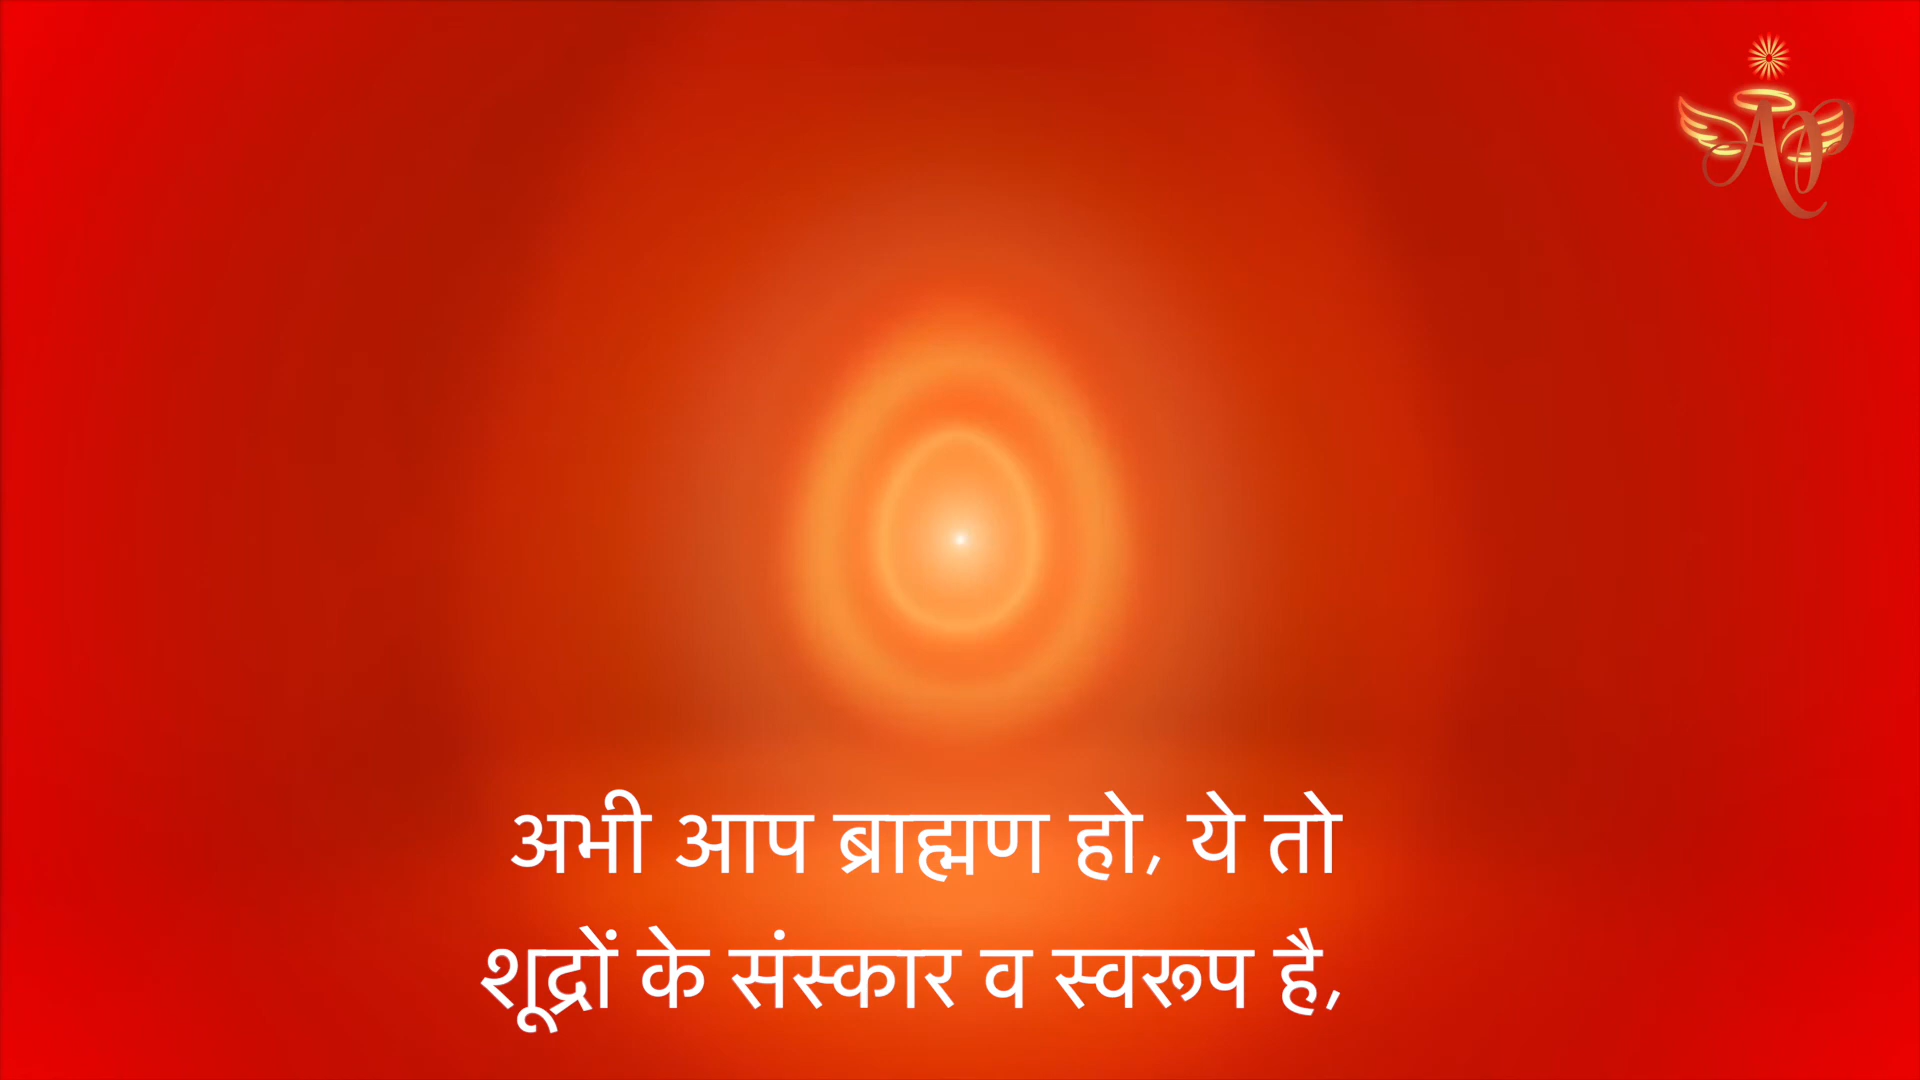 अभी आप ब्राह्मण हो, ये तो
शूद्रों के संस्कार व स्वरूप है,